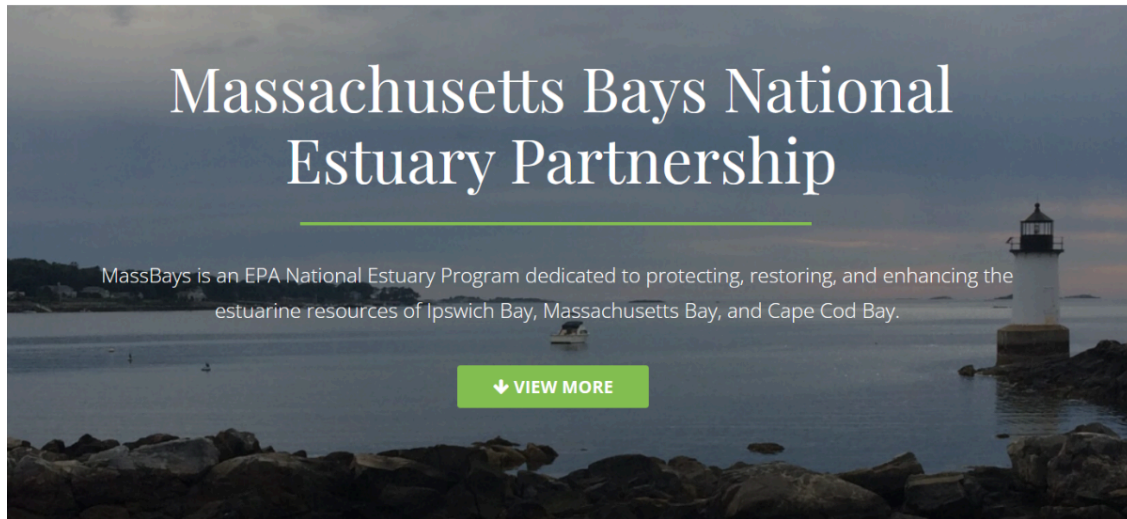 Massachusetts Bays National
Estuary Partnership
MassBays is an EPA National Estuary Program dedicated to protecting, restoring, and enhancing the
estuarine resources of Ipswich Bay, Massachusetts Bay, and Cape Cod Bay.
VIEW MORE